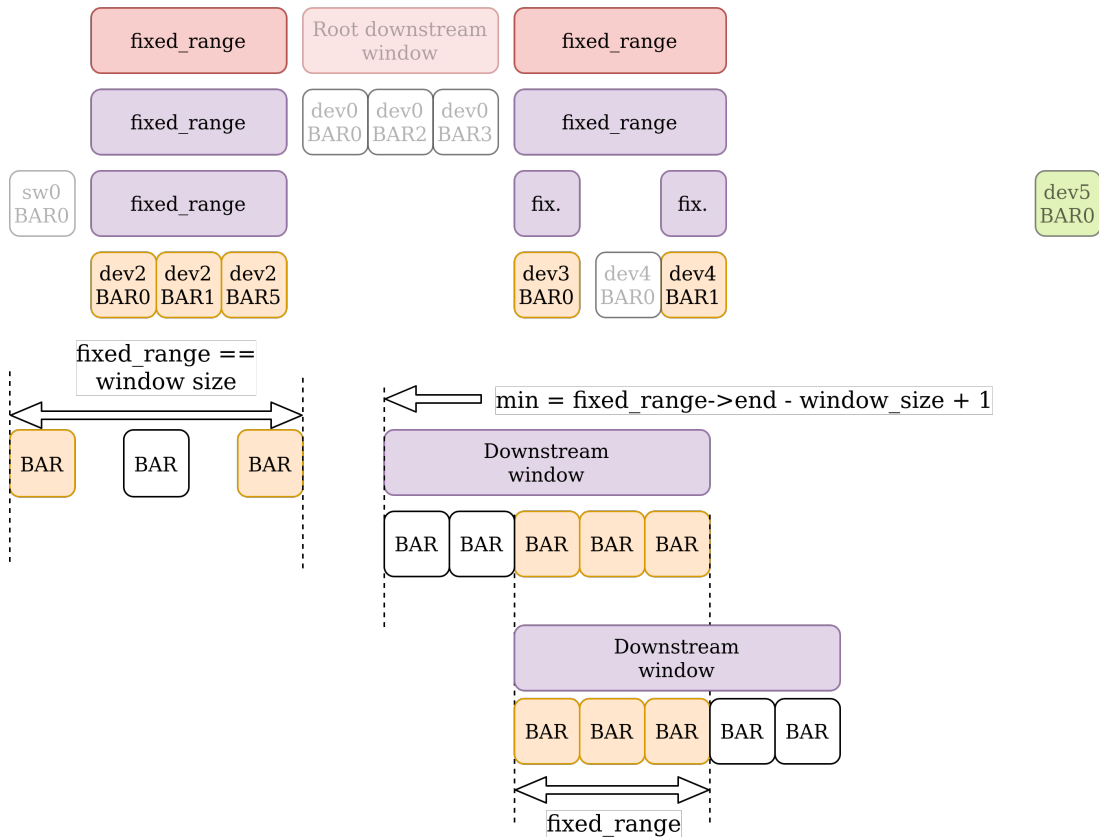 fixed_range
Root downstream
window
fixed_range
fixed_range
dev0
BAR0
dev0
BAR2
dev0
BAR3
fixed_range
sw0
BAR0
fixed_range
fix.
fix.
dev5
BAR0
dev2
BAR0
dev2
BAR1
dev2
BAR5
dev3
BAR0
dev4
BAR0
dev4
BAR1
fixed_range ==
window size
min = fixed_range->end - window_size + 1
BAR
BAR
BAR
Downstream
window
BAR
BAR
BAR
BAR
BAR
Downstream
window
BAR
BAR
BAR
BAR
BAR
fixed_range